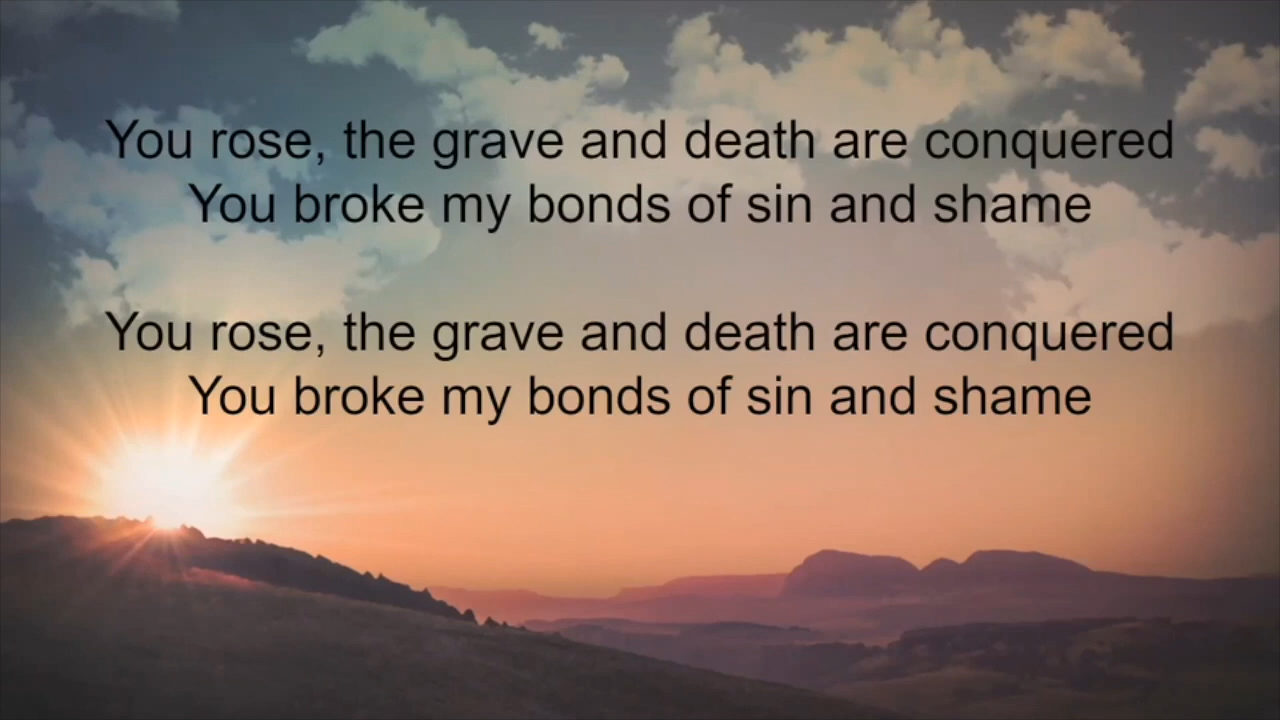 You rose, the grave and death are conquered
You broke my bonds of sin and shame
You rose, the grave and death are conquered
You broke my bonds of sin and shame